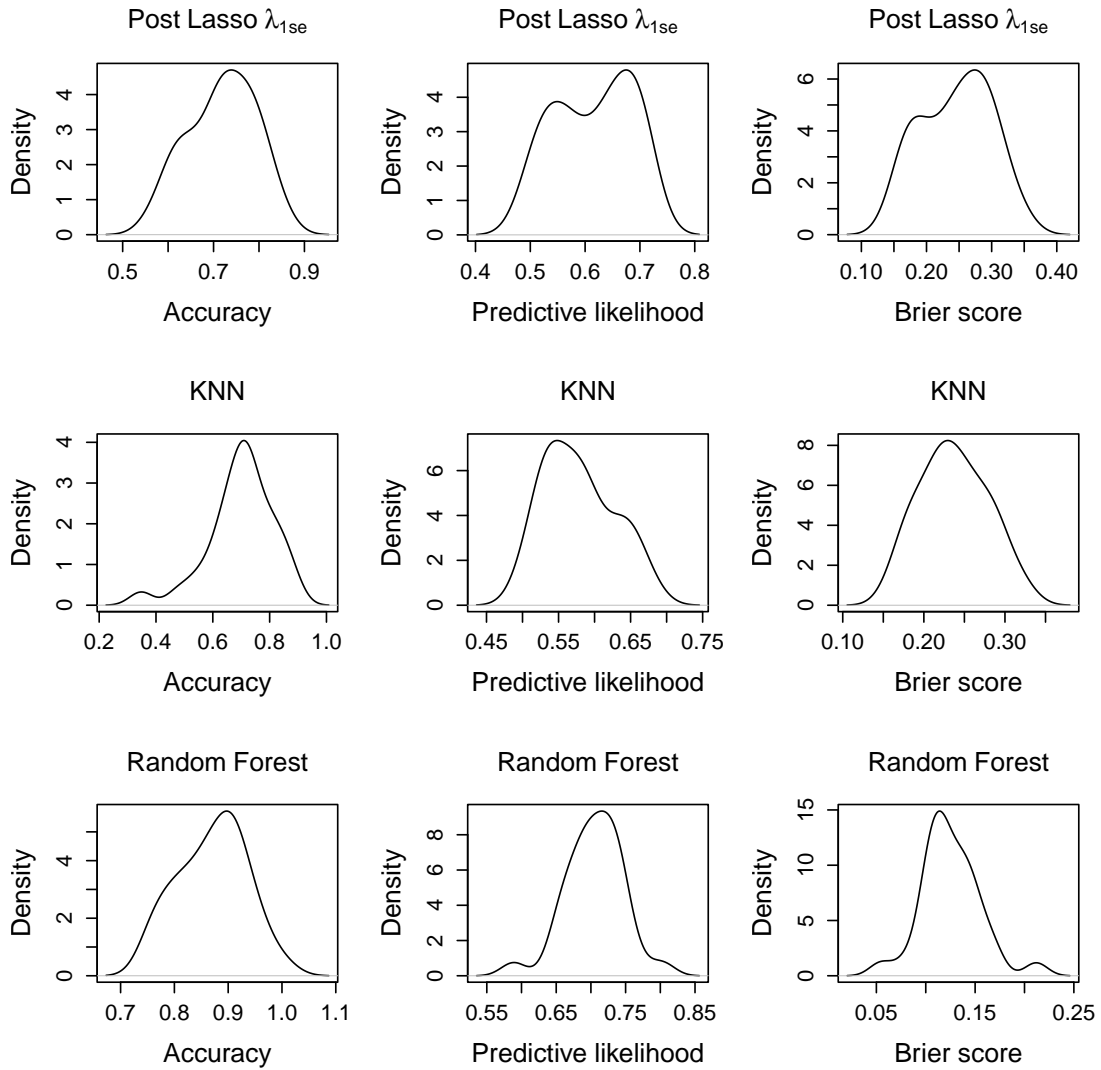 Post Lasso λ1se
Density
0 1 2 3 4
0.5 0.7 0.9
Accuracy
Post Lasso λ1se
Density
0 1 2 3 4
0.4 0.5 0.6 0.7 0.8
Predictive likelihood
Post Lasso λ1se
Density
0 2 4 6
0.10 0.20 0.30 0.40
Brier score
KNN
Density
0 1 2 3 4
0.2 0.4 0.6 0.8 1.0
Accuracy
KNN
Density
0 2 4 6
0.45 0.55 0.65 0.75
Predictive likelihood
KNN
Density
0 2 4 6 8
0.10 0.20 0.30
Brier score
Random Forest
Density
0 2 4
0.7 0.8 0.9 1.0 1.1
Accuracy
Random Forest
Density
0 2 4 6 8
0.55 0.65 0.75 0.85
Predictive likelihood
Random Forest
Density
0 5 10 15
0.05 0.15 0.25
Brier score